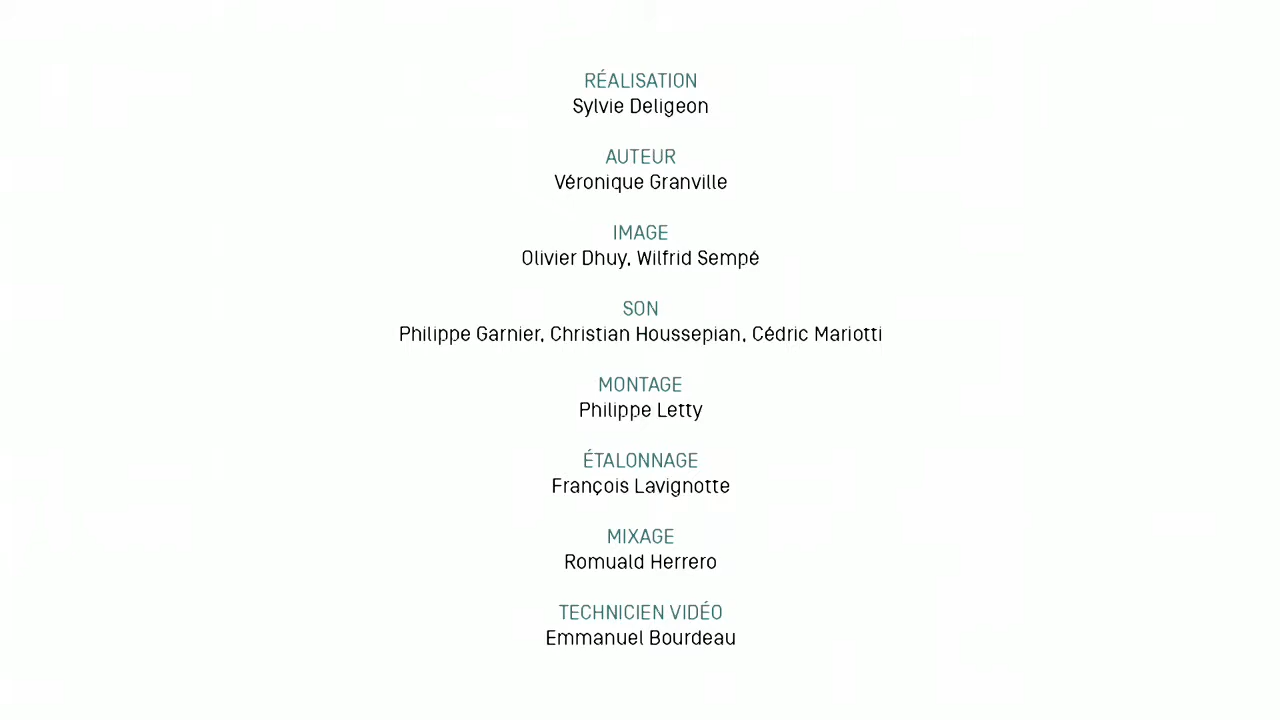 RÉALISATION
Sylvie Deligeon
AUTEUR
Véronique Granville
IMAGE
Olivier Dhuy, Wilfrid Sempé
SON
Philippe Garnier, Christian Houssepian, Cédric Mariotti
MONTAGE
Philippe Letty
ÉTALONNAGE
François Lavignotte
MIXAGE
Romuald Herrero
TECHNICIEN VIDÉO
Emmanuel Bourdeau